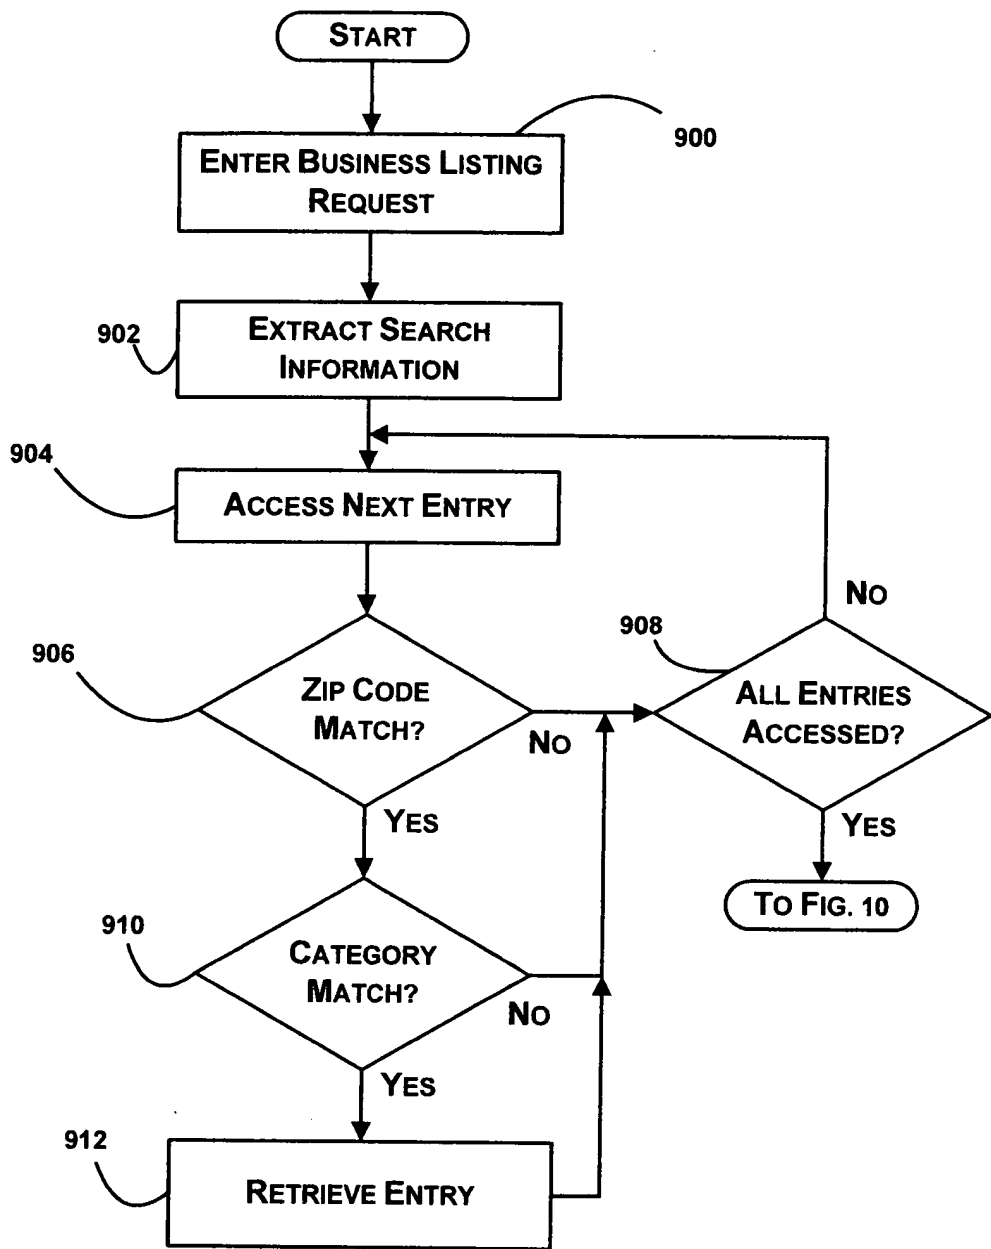 START
900
ENTER BUSINESS LISTING
REQUEST
902
EXTRACT SEARCH
INFORMATION
904
ACCESS NEXT ENTRY
NO
906
ZIP CODE
MATCH?
NO
908
ALL ENTRIES
ACCESSED?
YES
YES
TO FIG. 10
910
CATEGORY
MATCH?
NO
YES
912
RETRIEVE ENTRY